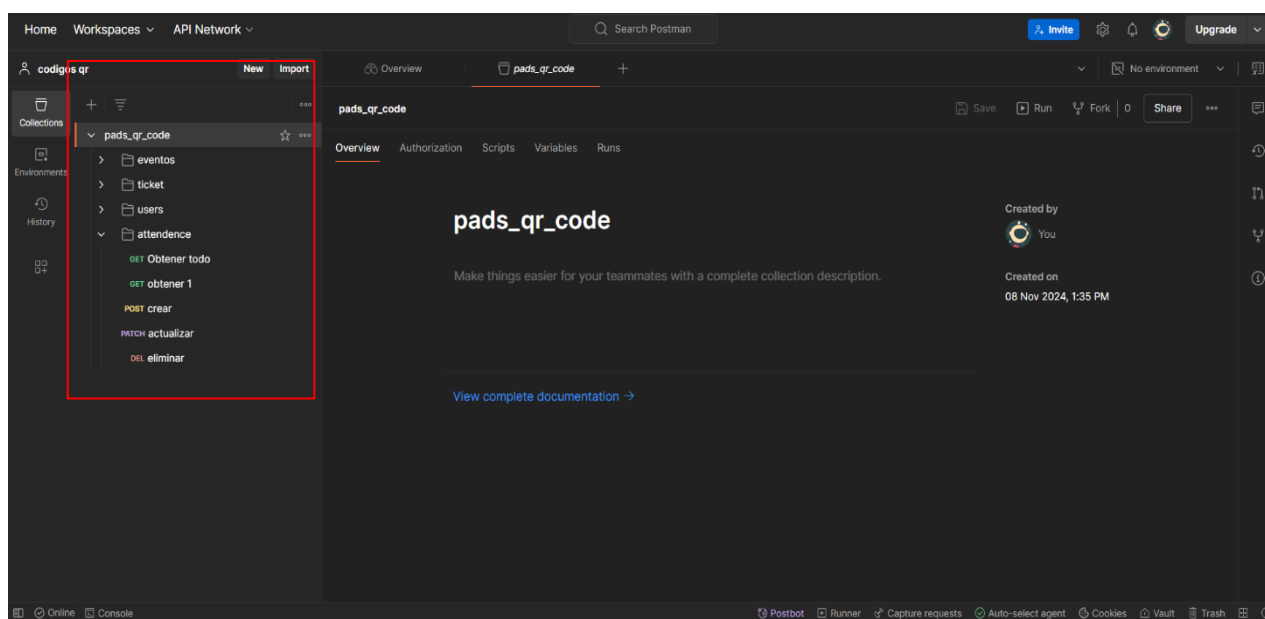 Home Workspaces API Network Search Postman Invite Upgrade
codigos qr New Import Overview pads_qr_code No environment
Collections
pads_qr_code Save Run Fork 0 Share
pads_qr_code
Overview Authorization Scripts Variables Runs
Environments
eventos
ticket
users
History
attendence
GET Obtener todo
GET obtener 1
POST crear
PATCH actualizar
DEL eliminar
pads_qr_code
Make things easier for your teammates with a complete collection description.
View complete documentation →
Created by
You
Created on
08 Nov 2024, 1:35 PM
Online Console Postbot Runner Capture requests Auto-select agent Cookies Vault Trash